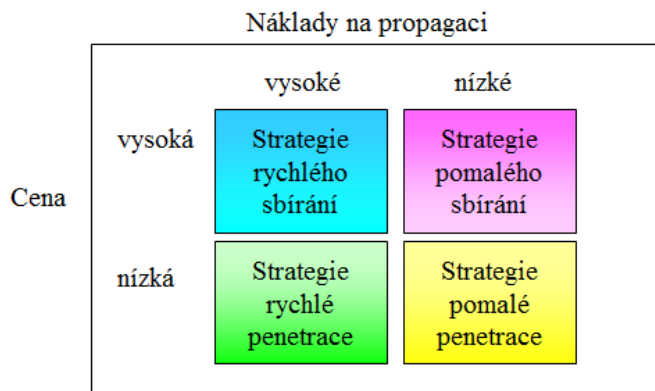 Náklady na propagaci
vysoké nízké
vysoká
Strategie
rychlého
sbírání
Strategie
pomalého
sbírání
Cena
nízká
Strategie
rychlé
penetrace
Strategie
pomalé
penetrace